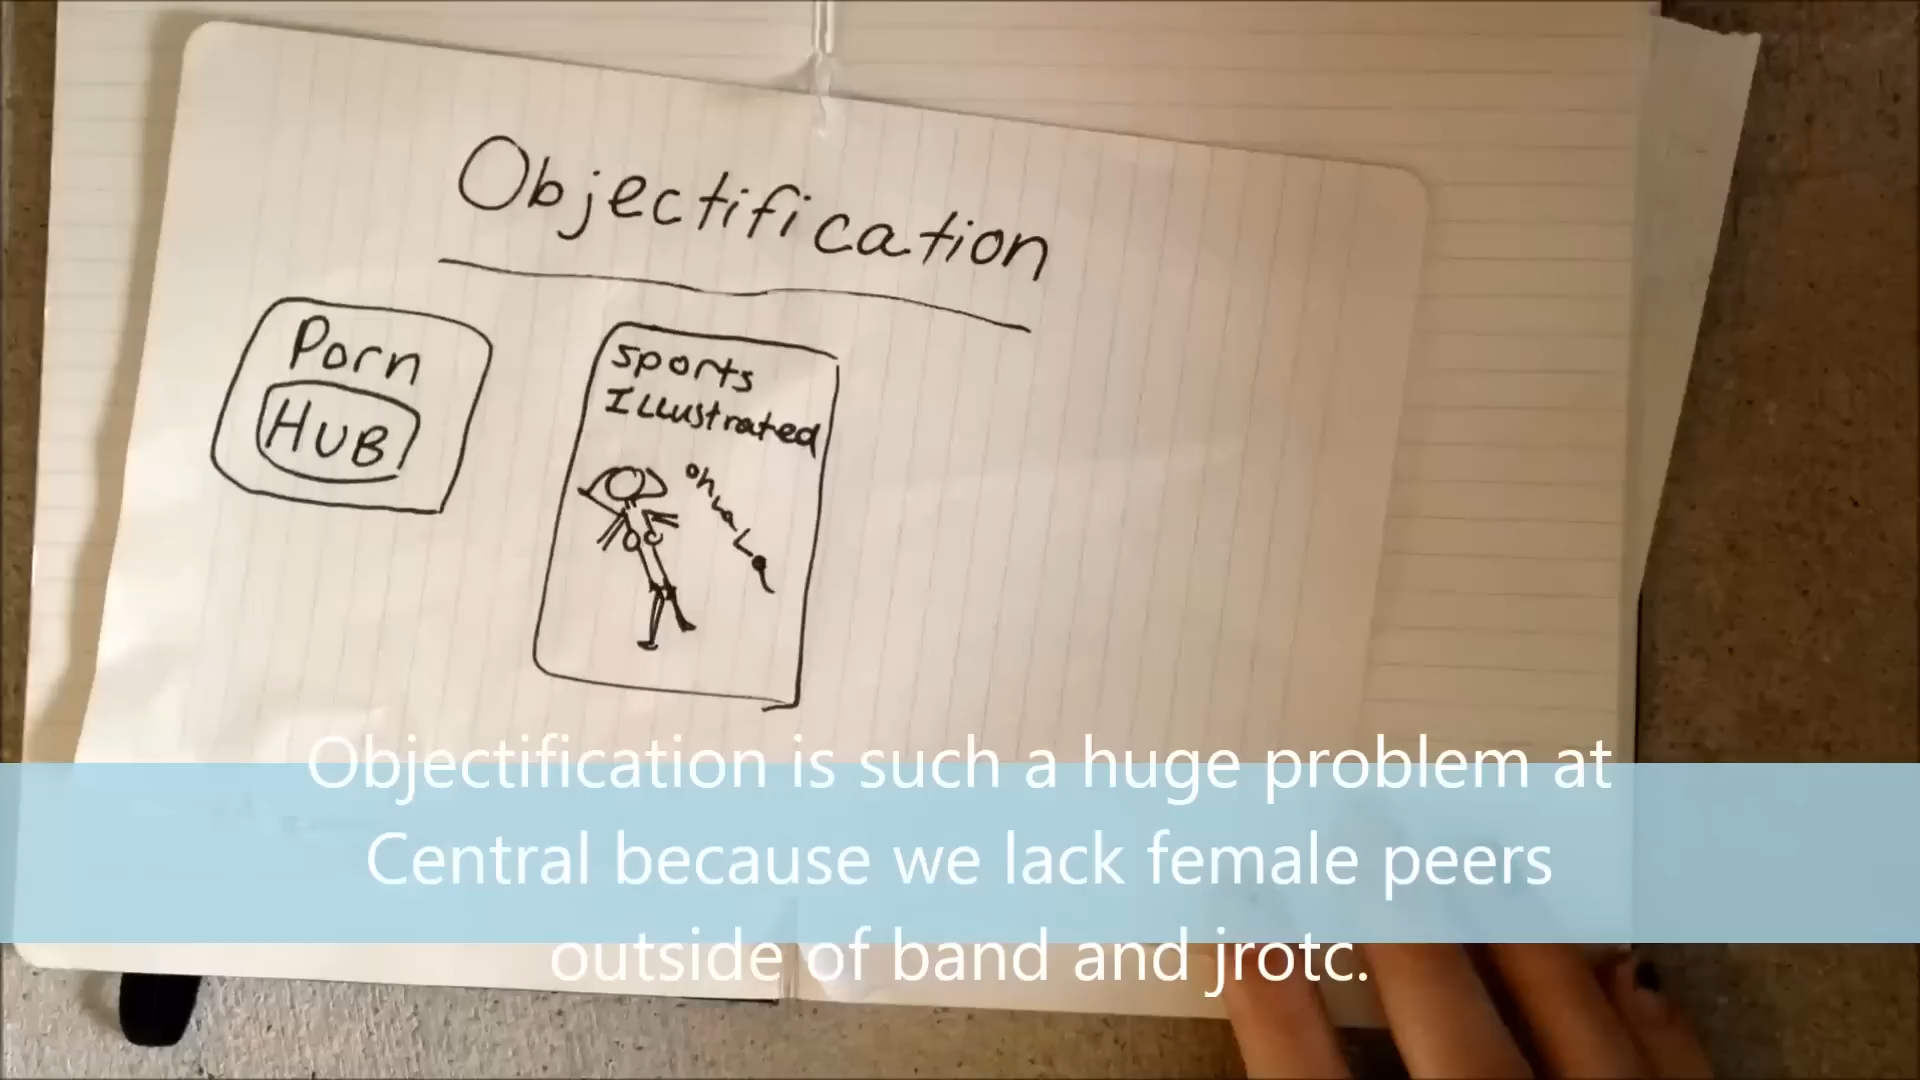 Objectification
Porn
HUB
sports
ILLustrated
oh la La
Objectification is such a huge problem at
Central because we lack female peers
outside of band and jrotc.